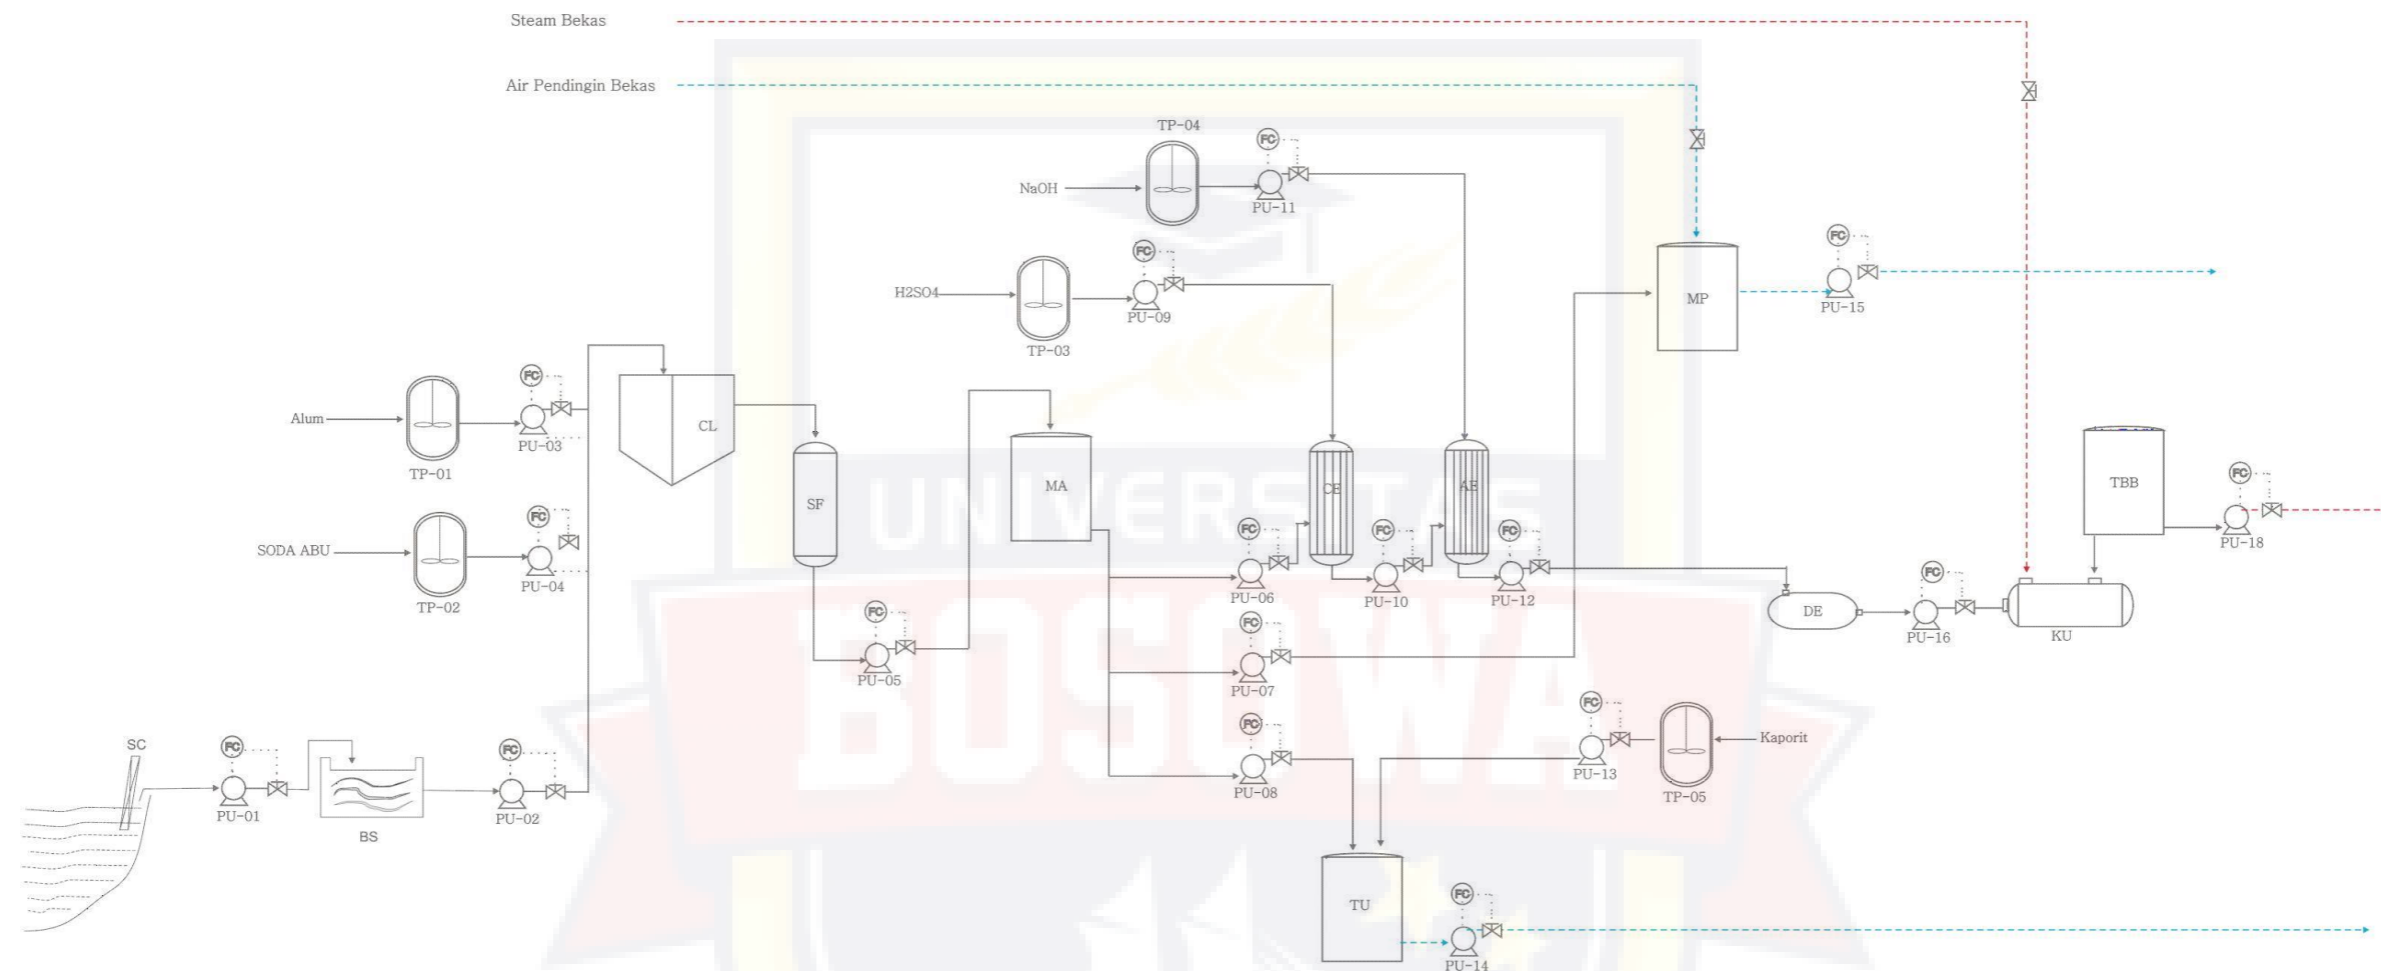 Steam Bekas
Air Pendingin Bekas
TP-04
FC
NaOH
PU-11
FC
H2SO4
PU-09
TP-03
FC
MP
PU-15
FC
Alum
PU-03
CL
TP-01
FC
SODA ABU
PU-04
TP-02
SF
MA
CE
AE
FC
PU-06
FC
PU-10
FC
PU-12
TBB
FC
PU-18
DE
FC
PU-16
KU
FC
PU-05
FC
PU-07
FC
PU-08
FC
PU-13
Kaporit
TP-05
SC
FC
PU-01
BS
FC
PU-02
TU
FC
PU-14
UNIVERSITAS
BOSOWA